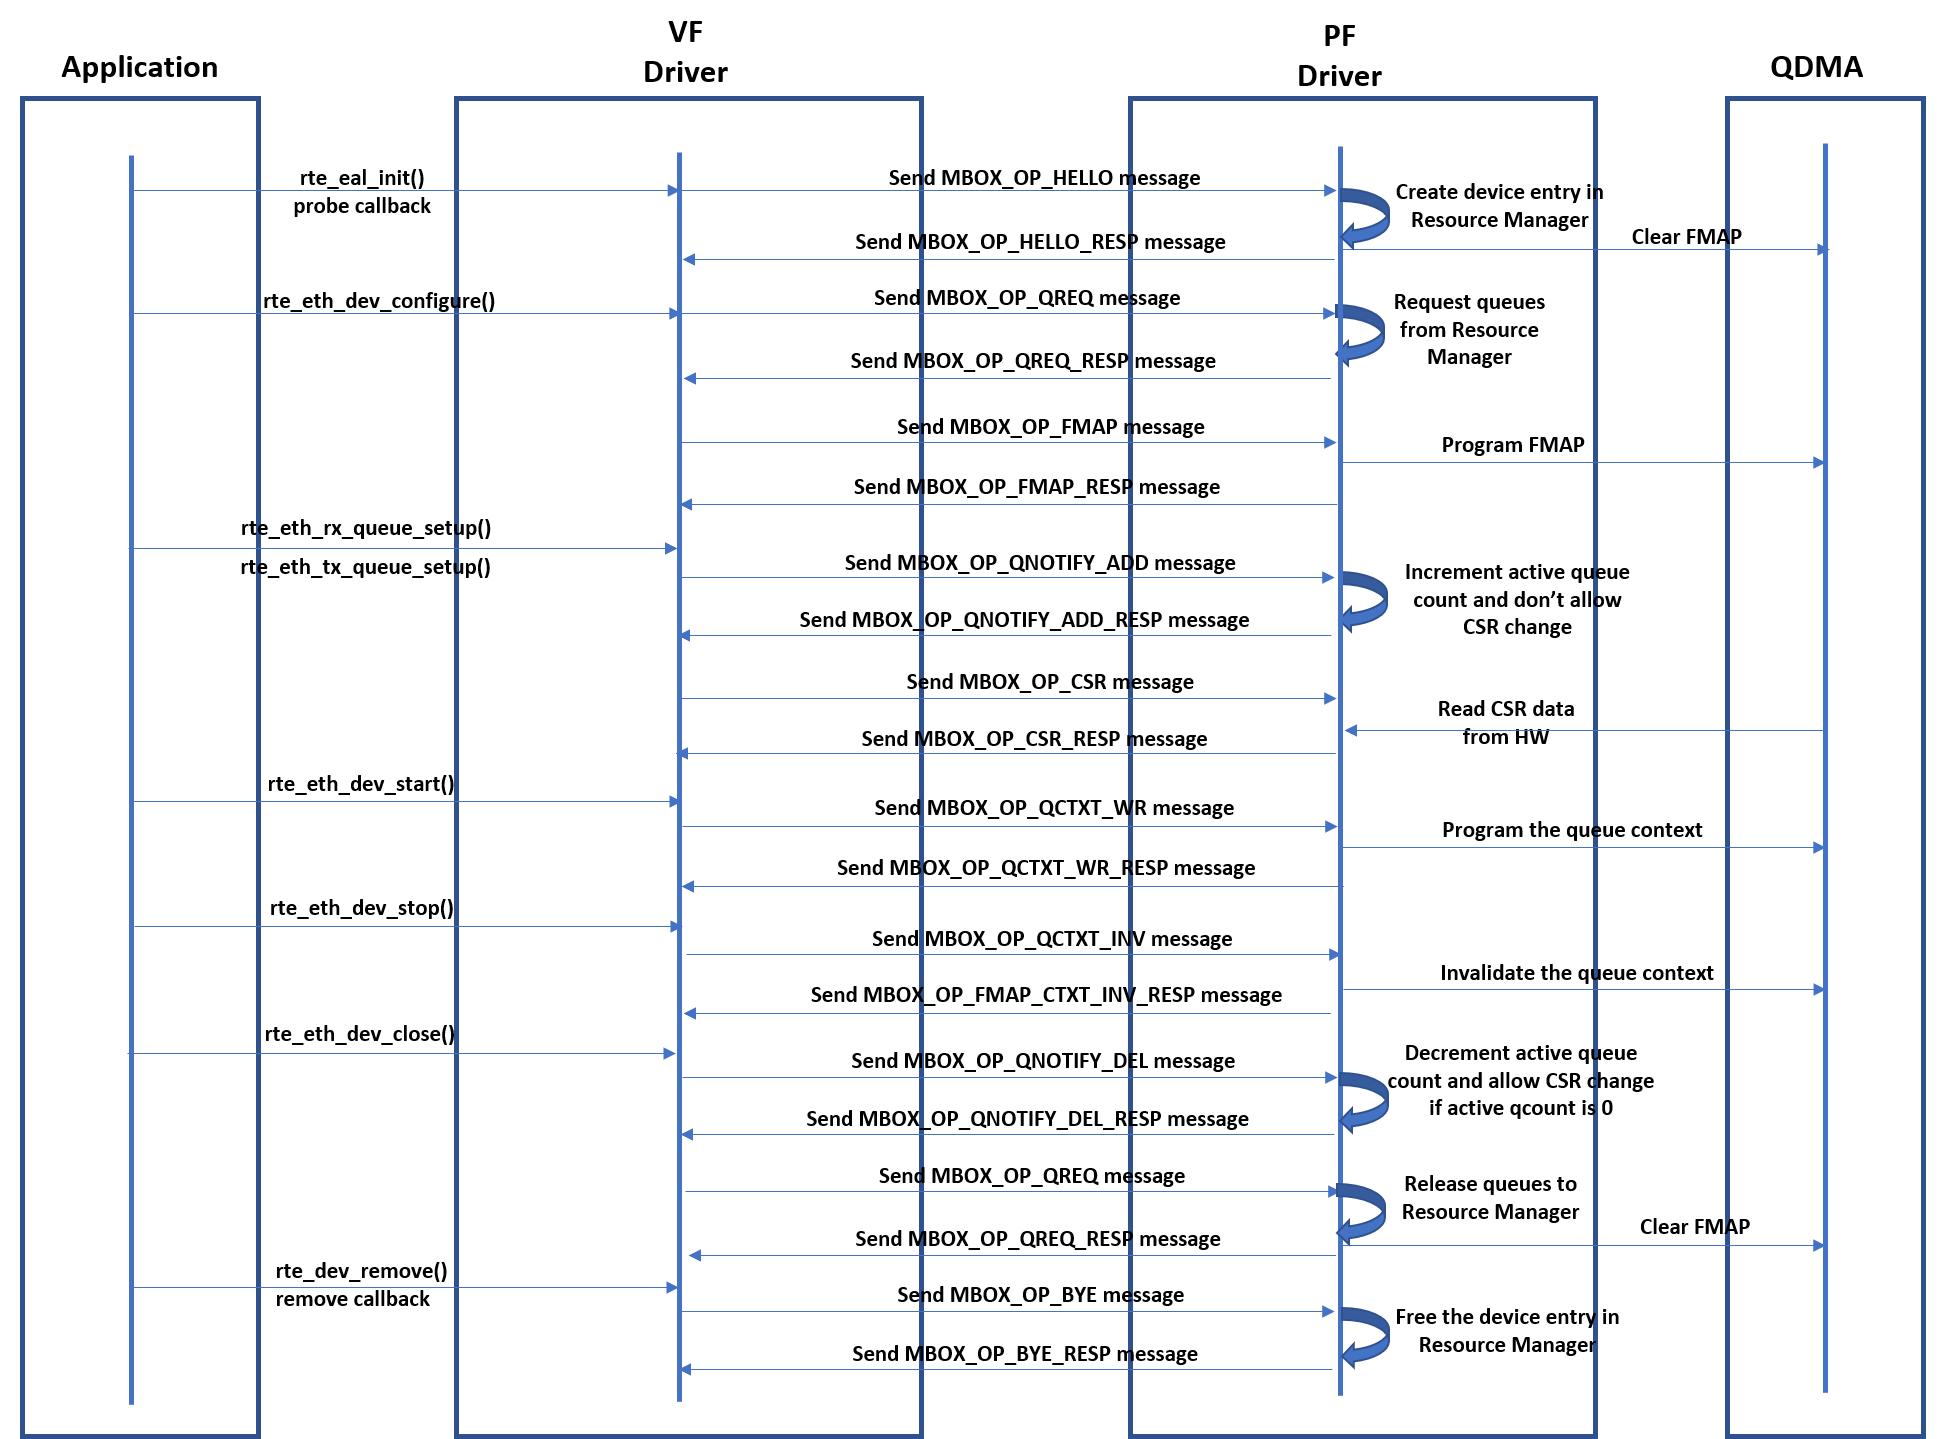 Application
VF
Driver
PF
Driver
QDMA
rte_eal_init()
probe callback
Send MBOX_OP_HELLO message
Create device entry in
Resource Manager
Clear FMAP
Send MBOX_OP_HELLO_RESP message
rte_eth_dev_configure()
Send MBOX_OP_QREQ message
Request queues
from Resource
Manager
Send MBOX_OP_QREQ_RESP message
Send MBOX_OP_FMAP message
Program FMAP
Send MBOX_OP_FMAP_RESP message
rte_eth_rx_queue_setup()
rte_eth_tx_queue_setup()
Send MBOX_OP_QNOTIFY_ADD message
Increment active queue
count and don’t allow
CSR change
Send MBOX_OP_QNOTIFY_ADD_RESP message
Send MBOX_OP_CSR message
Read CSR data
from HW
Send MBOX_OP_CSR_RESP message
rte_eth_dev_start()
Send MBOX_OP_QCTXT_WR message
Program the queue context
Send MBOX_OP_QCTXT_WR_RESP message
rte_eth_dev_stop()
Send MBOX_OP_QCTXT_INV message
Invalidate the queue context
Send MBOX_OP_FMAP_CTXT_INV_RESP message
rte_eth_dev_close()
Send MBOX_OP_QNOTIFY_DEL message
Decrement active queue
count and allow CSR change
if active qcount is 0
Send MBOX_OP_QNOTIFY_DEL_RESP message
Send MBOX_OP_QREQ message
Release queues to
Resource Manager
Clear FMAP
Send MBOX_OP_QREQ_RESP message
rte_dev_remove()
remove callback
Send MBOX_OP_BYE message
Free the device entry in
Resource Manager
Send MBOX_OP_BYE_RESP message